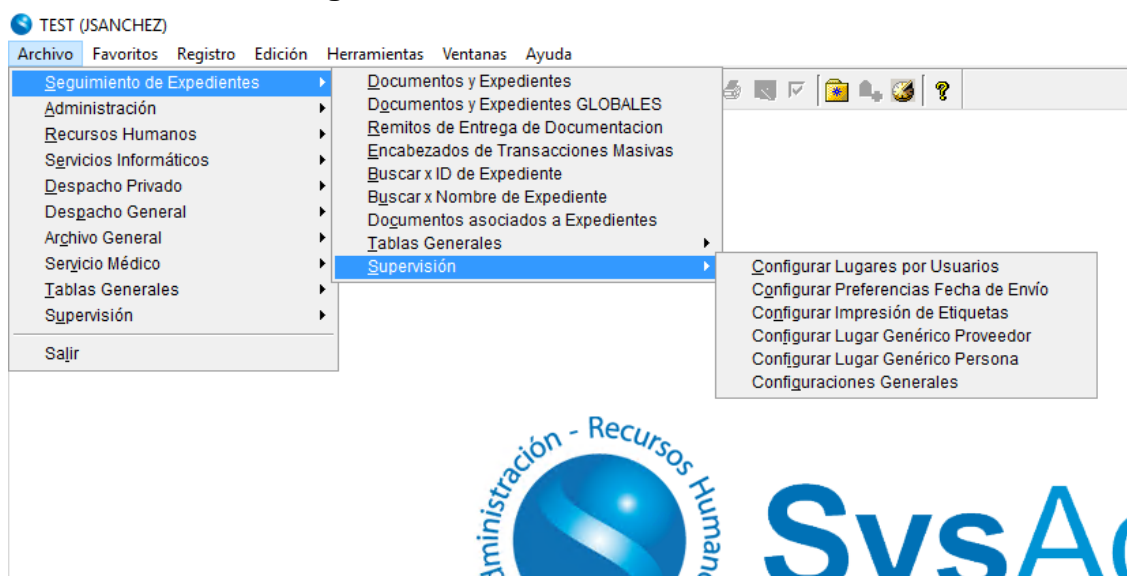 TEST (JSANCHEZ)
Archivo Favoritos Registro Edición Herramientas Ventanas Ayuda
Seguimiento de Expedientes
Administración
Recursos Humanos
Servicios Informáticos
Despacho Privado
Despacho General
Archivo General
Servicio Médico
Tablas Generales
Supervisión
Salir
Documentos y Expedientes
Documentos y Expedientes GLOBALES
Remitos de Entrega de Documentacion
Encabezados de Transacciones Masivas
Buscar x ID de Expediente
Buscar x Nombre de Expediente
Documentos asociados a Expedientes
Tablas Generales
Supervisión
Configurar Lugares por Usuarios
Configurar Preferencias Fecha de Envío
Configurar Impresión de Etiquetas
Configurar Lugar Genérico Proveedor
Configurar Lugar Genérico Persona
Configuraciones Generales
ministración - Recursos Humano
SysA